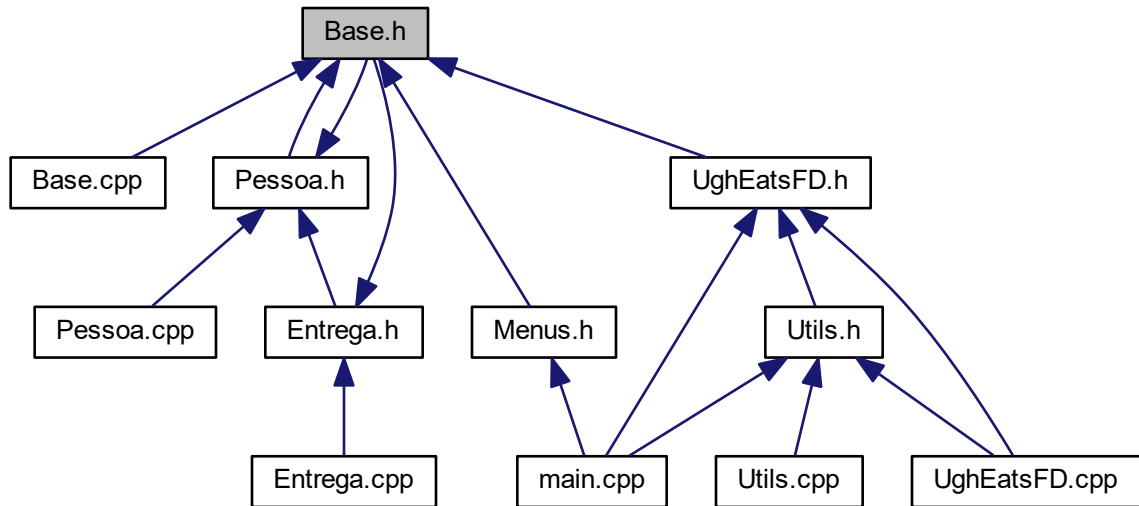 Base.h
Base.cpp
Pessoa.h
UghEatsFD.h
Pessoa.cpp
Entrega.h
Menus.h
Utils.h
Entrega.cpp
main.cpp
Utils.cpp
UghEatsFD.cpp